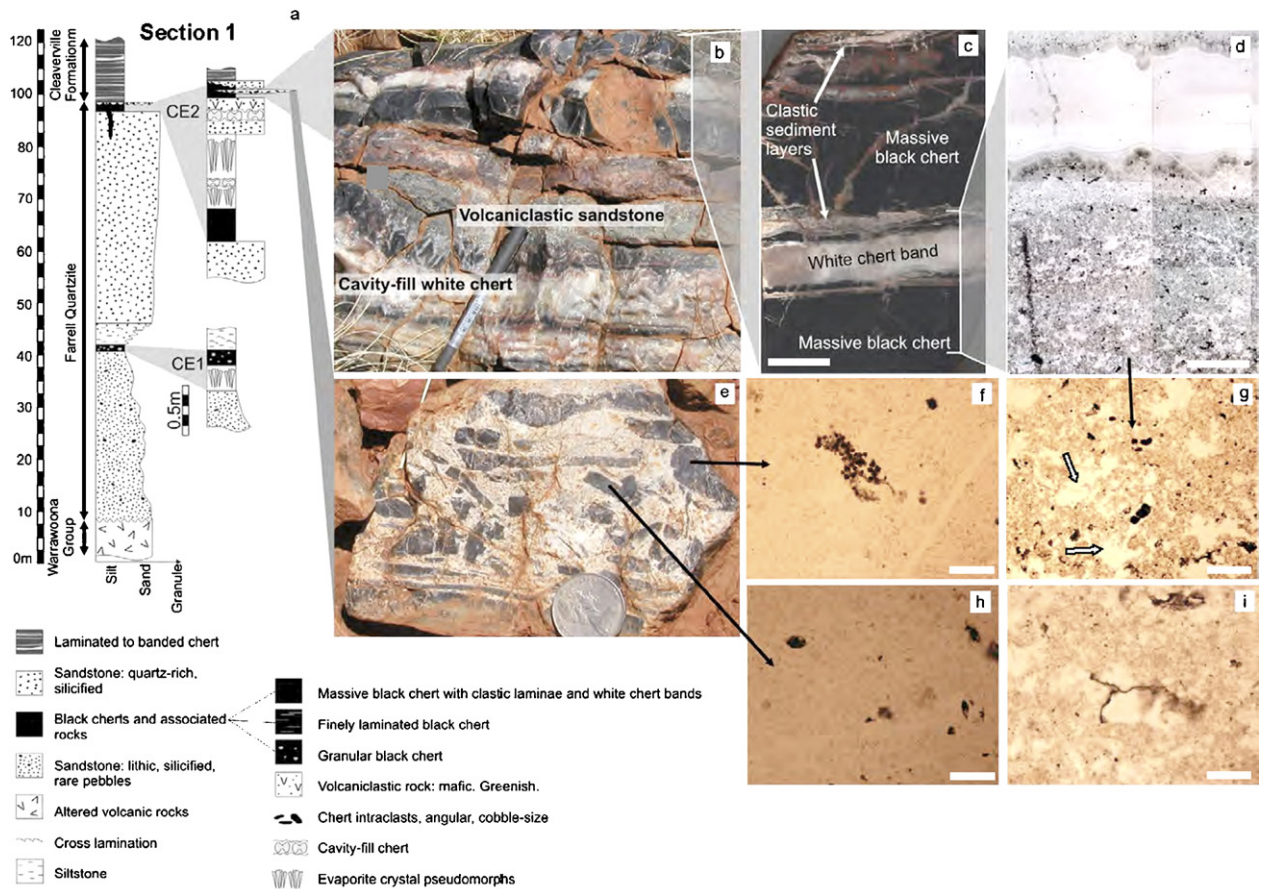 a
Section 1
120
100
80
70
60
50
40
30
20
10
0m
Cleaverville
Formationm
Farrell Quartzite
Warrawoona
Group
Silt
Sand
Granule
CE2
CE1
0.5m
b
Volcaniclastic sandstone
Cavity-fill white chert
c
Clastic
sediment
layers
Massive
black chert
White chert band
Massive black chert
d
e
f
g
h
i
Laminated to banded chert
Sandstone: quartz-rich,
silicified
Black cherts and associated
rocks
Sandstone: lithic, silicified,
rare pebbles
Altered volcanic rocks
Cross lamination
Siltstone
Massive black chert with clastic laminae and white chert bands
Finely laminated black chert
Granular black chert
Volcaniclastic rock: mafic. Greenish.
Chert intraclasts, angular, cobble-size
Cavity-fill chert
Evaporite crystal pseudomorphs